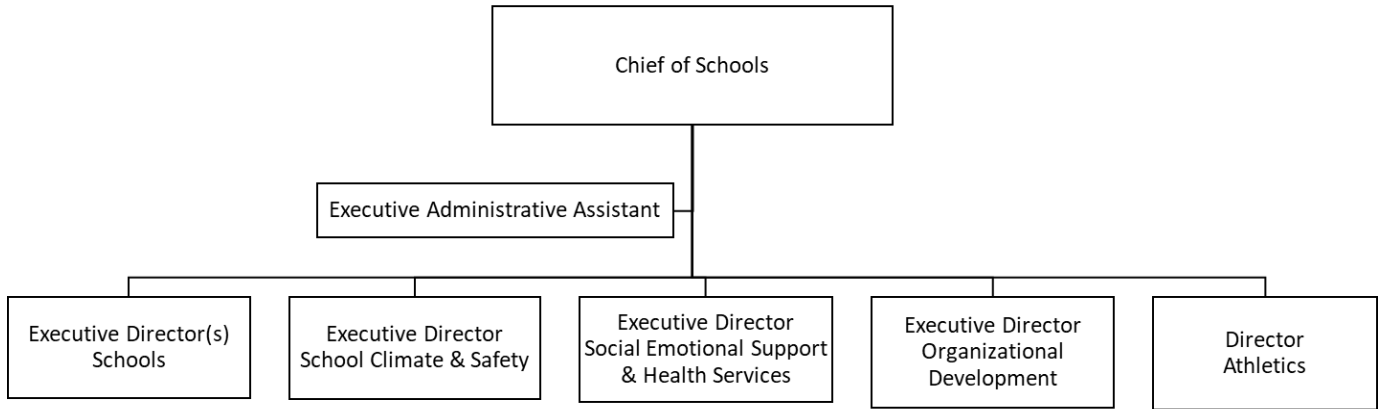 Chief of Schools
Executive Administrative Assistant
Executive Director(s)
Schools
Executive Director
School Climate & Safety
Executive Director
Social Emotional Support
& Health Services
Executive Director
Organizational
Development
Director
Athletics